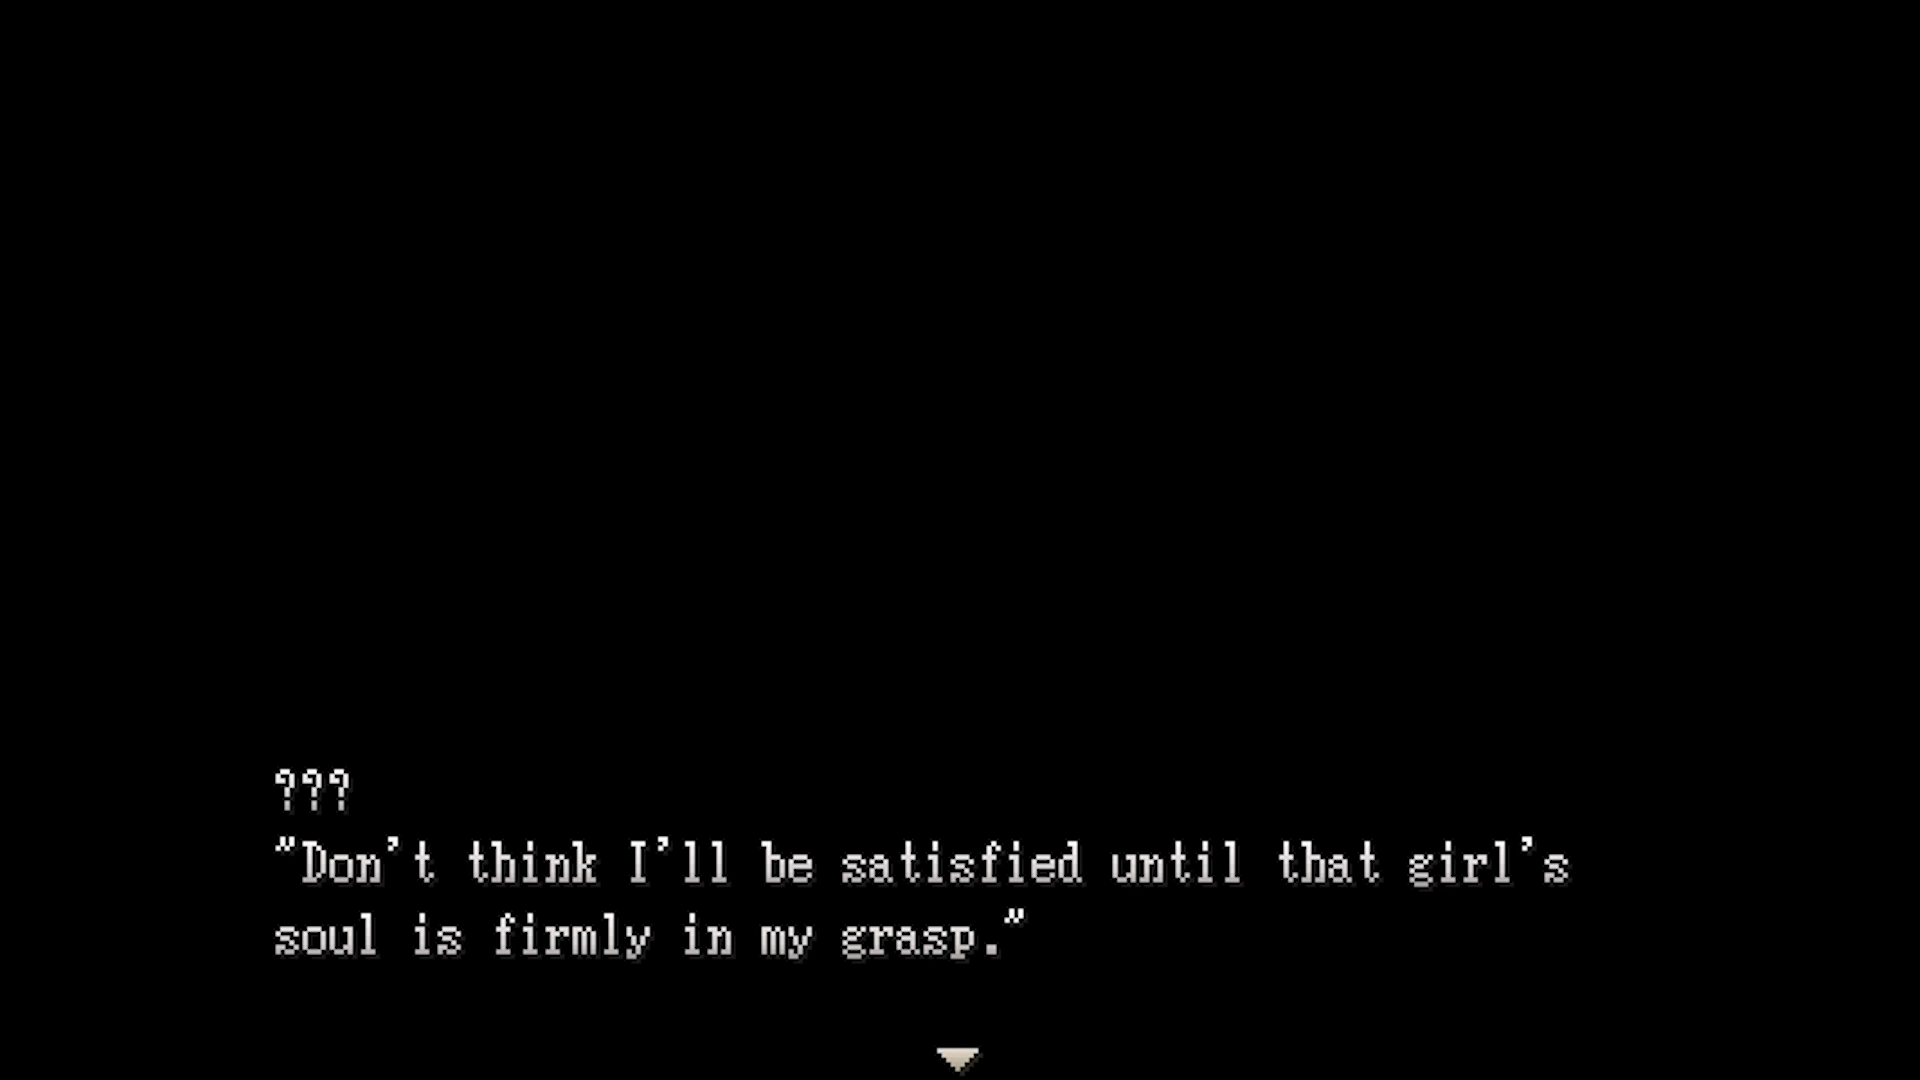 ???
"Don't think I'll be satisfied until that girl's
soul is firmly in my grasp."